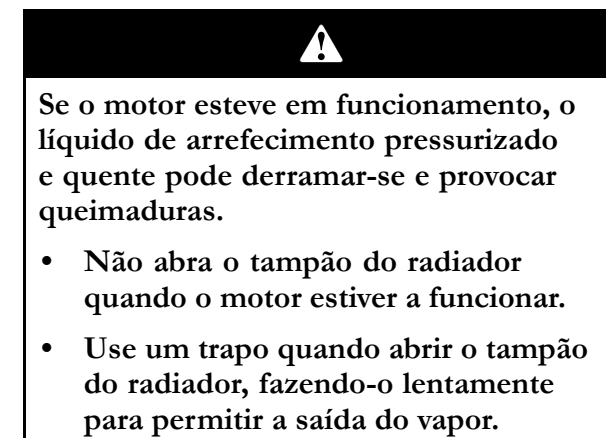 Se o motor esteve em funcionamento, o
líquido de arrefecimento pressurizado
e quente pode derramar-se e provocar
queimaduras.
• Não abra o tampão do radiador
quando o motor estiver a funcionar.
• Use um trapo quando abrir o tampão
do radiador, fazendo-o lentamente
para permitir a saída do vapor.